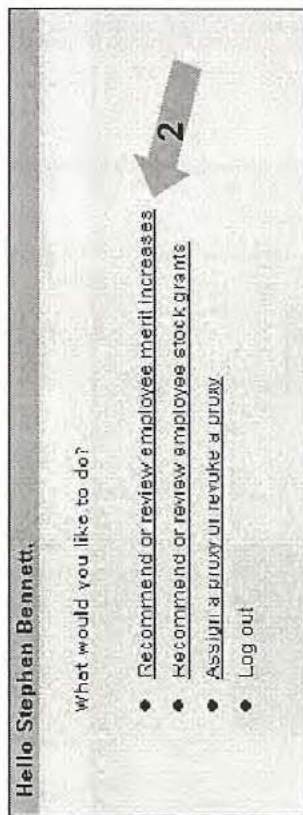 Hello Stephen Bennett.
What would you like to do?
Recommend or review employee merit increases
2
Recommend or review employee stock grants
Assign a proxy or revoke a proxy
Log out